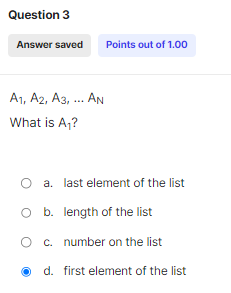 Question 3
Answer saved Points out of 1.00
A₁, A₂, A₃, ... Aɴ
What is A₁?
a. last element of the list
b. length of the list
c. number on the list
d. first element of the list